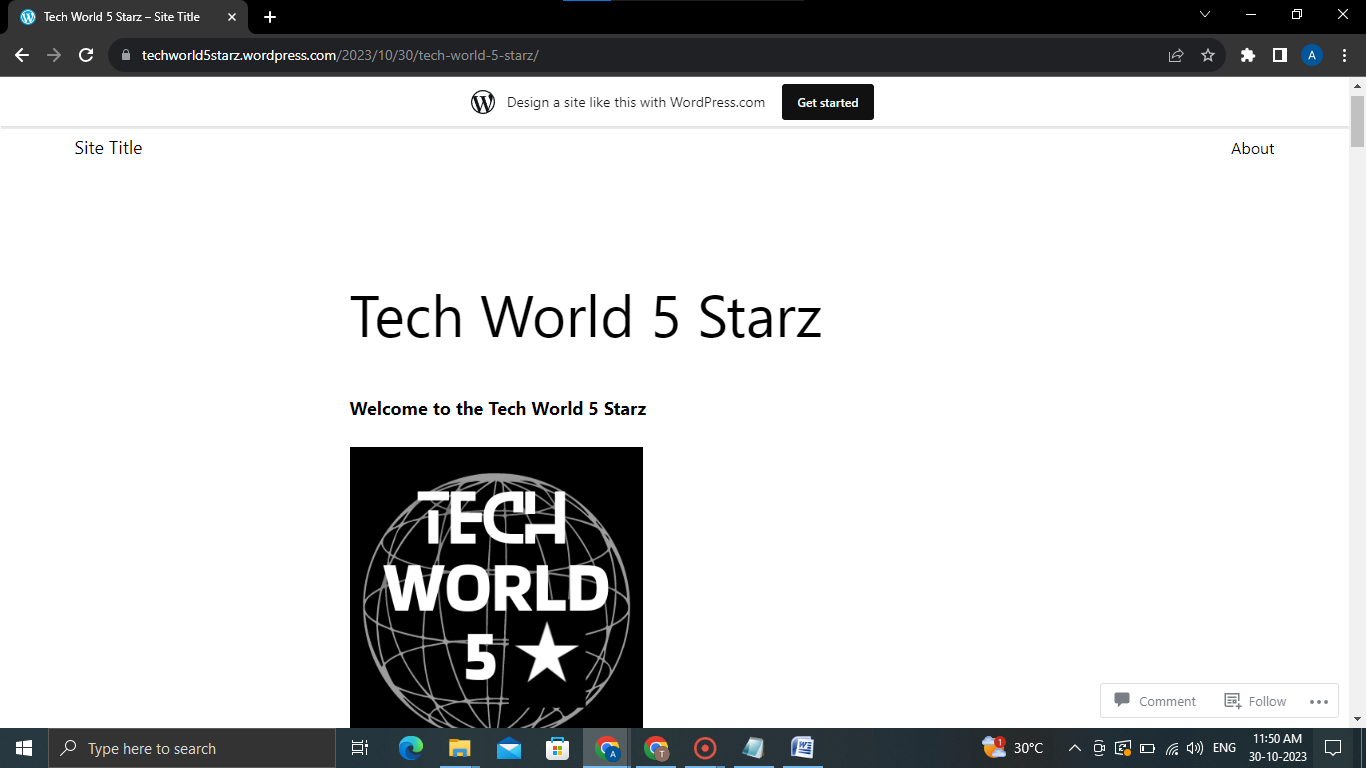 Tech World 5 Starz – Site Title
techworld5starz.wordpress.com/2023/10/30/tech-world-5-starz/
A
Design a site like this with WordPress.com
Get started
Site Title
About
Tech World 5 Starz
Welcome to the Tech World 5 Starz
TECH
WORLD
5
Comment
Follow
Type here to search
A
T
1
30°C
ENG
11:50 AM
30-10-2023